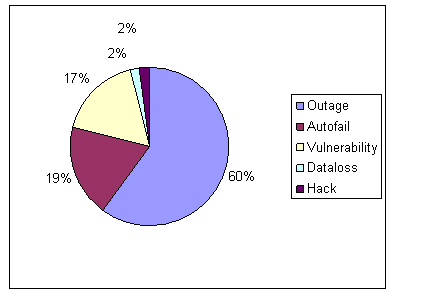 2%
2%
17%
19%
60%
Outage
Autofail
Vulnerability
Dataloss
Hack